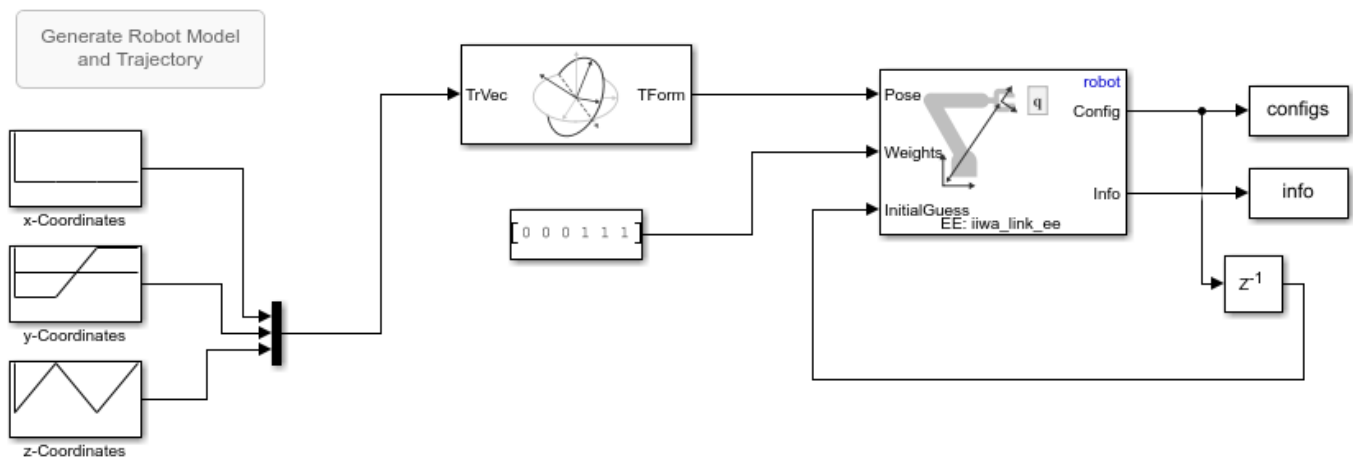 Generate Robot Model
and Trajectory
x-Coordinates
y-Coordinates
z-Coordinates
TrVec
TForm
[0 0 0 1 1 1]
robot
Pose
Weights
InitialGuess
q
Config
Info
EE: iiwa_link_ee
configs
info
z-1